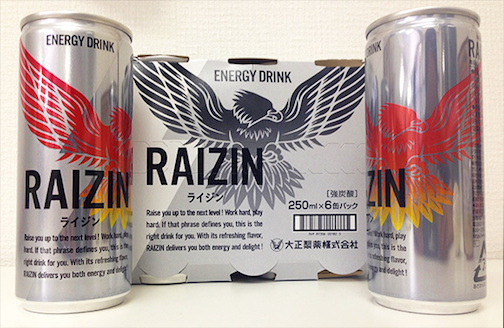 ENERGY DRINK
RAIZIN
ライジン
Raise you up to the next level! Work hard, play
hard. If that phrase defines you, this is the
right drink for you. With its refreshing flavor,
RAIZIN delivers you both energy and delight!
ENERGY DRINK
RAIZIN
ライジン
[強炭酸]
250ml×6缶パック
Raise you up to the next level! Work hard, play
hard. If that phrase defines you, this is the
right drink for you. With its refreshing flavor,
RAIZIN delivers you both energy and delight!
大正製薬株式会社